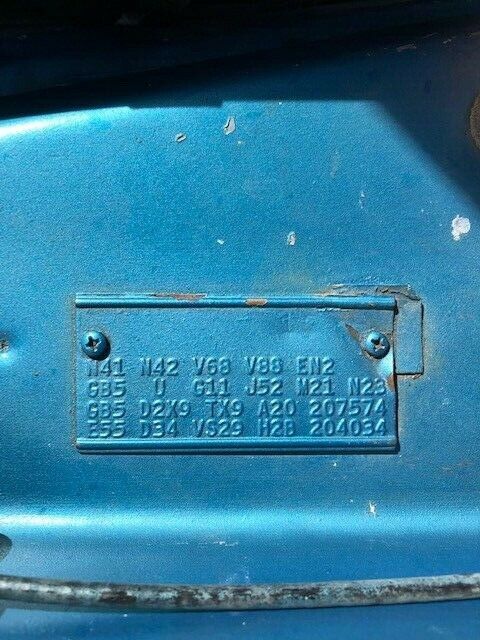 N41 N42 V68 V88 EN2
GB5 U G11 J52 M21 N23
GB5 D2X9 TX9 A20 207574
E55 D34 VS29 H2B 204034